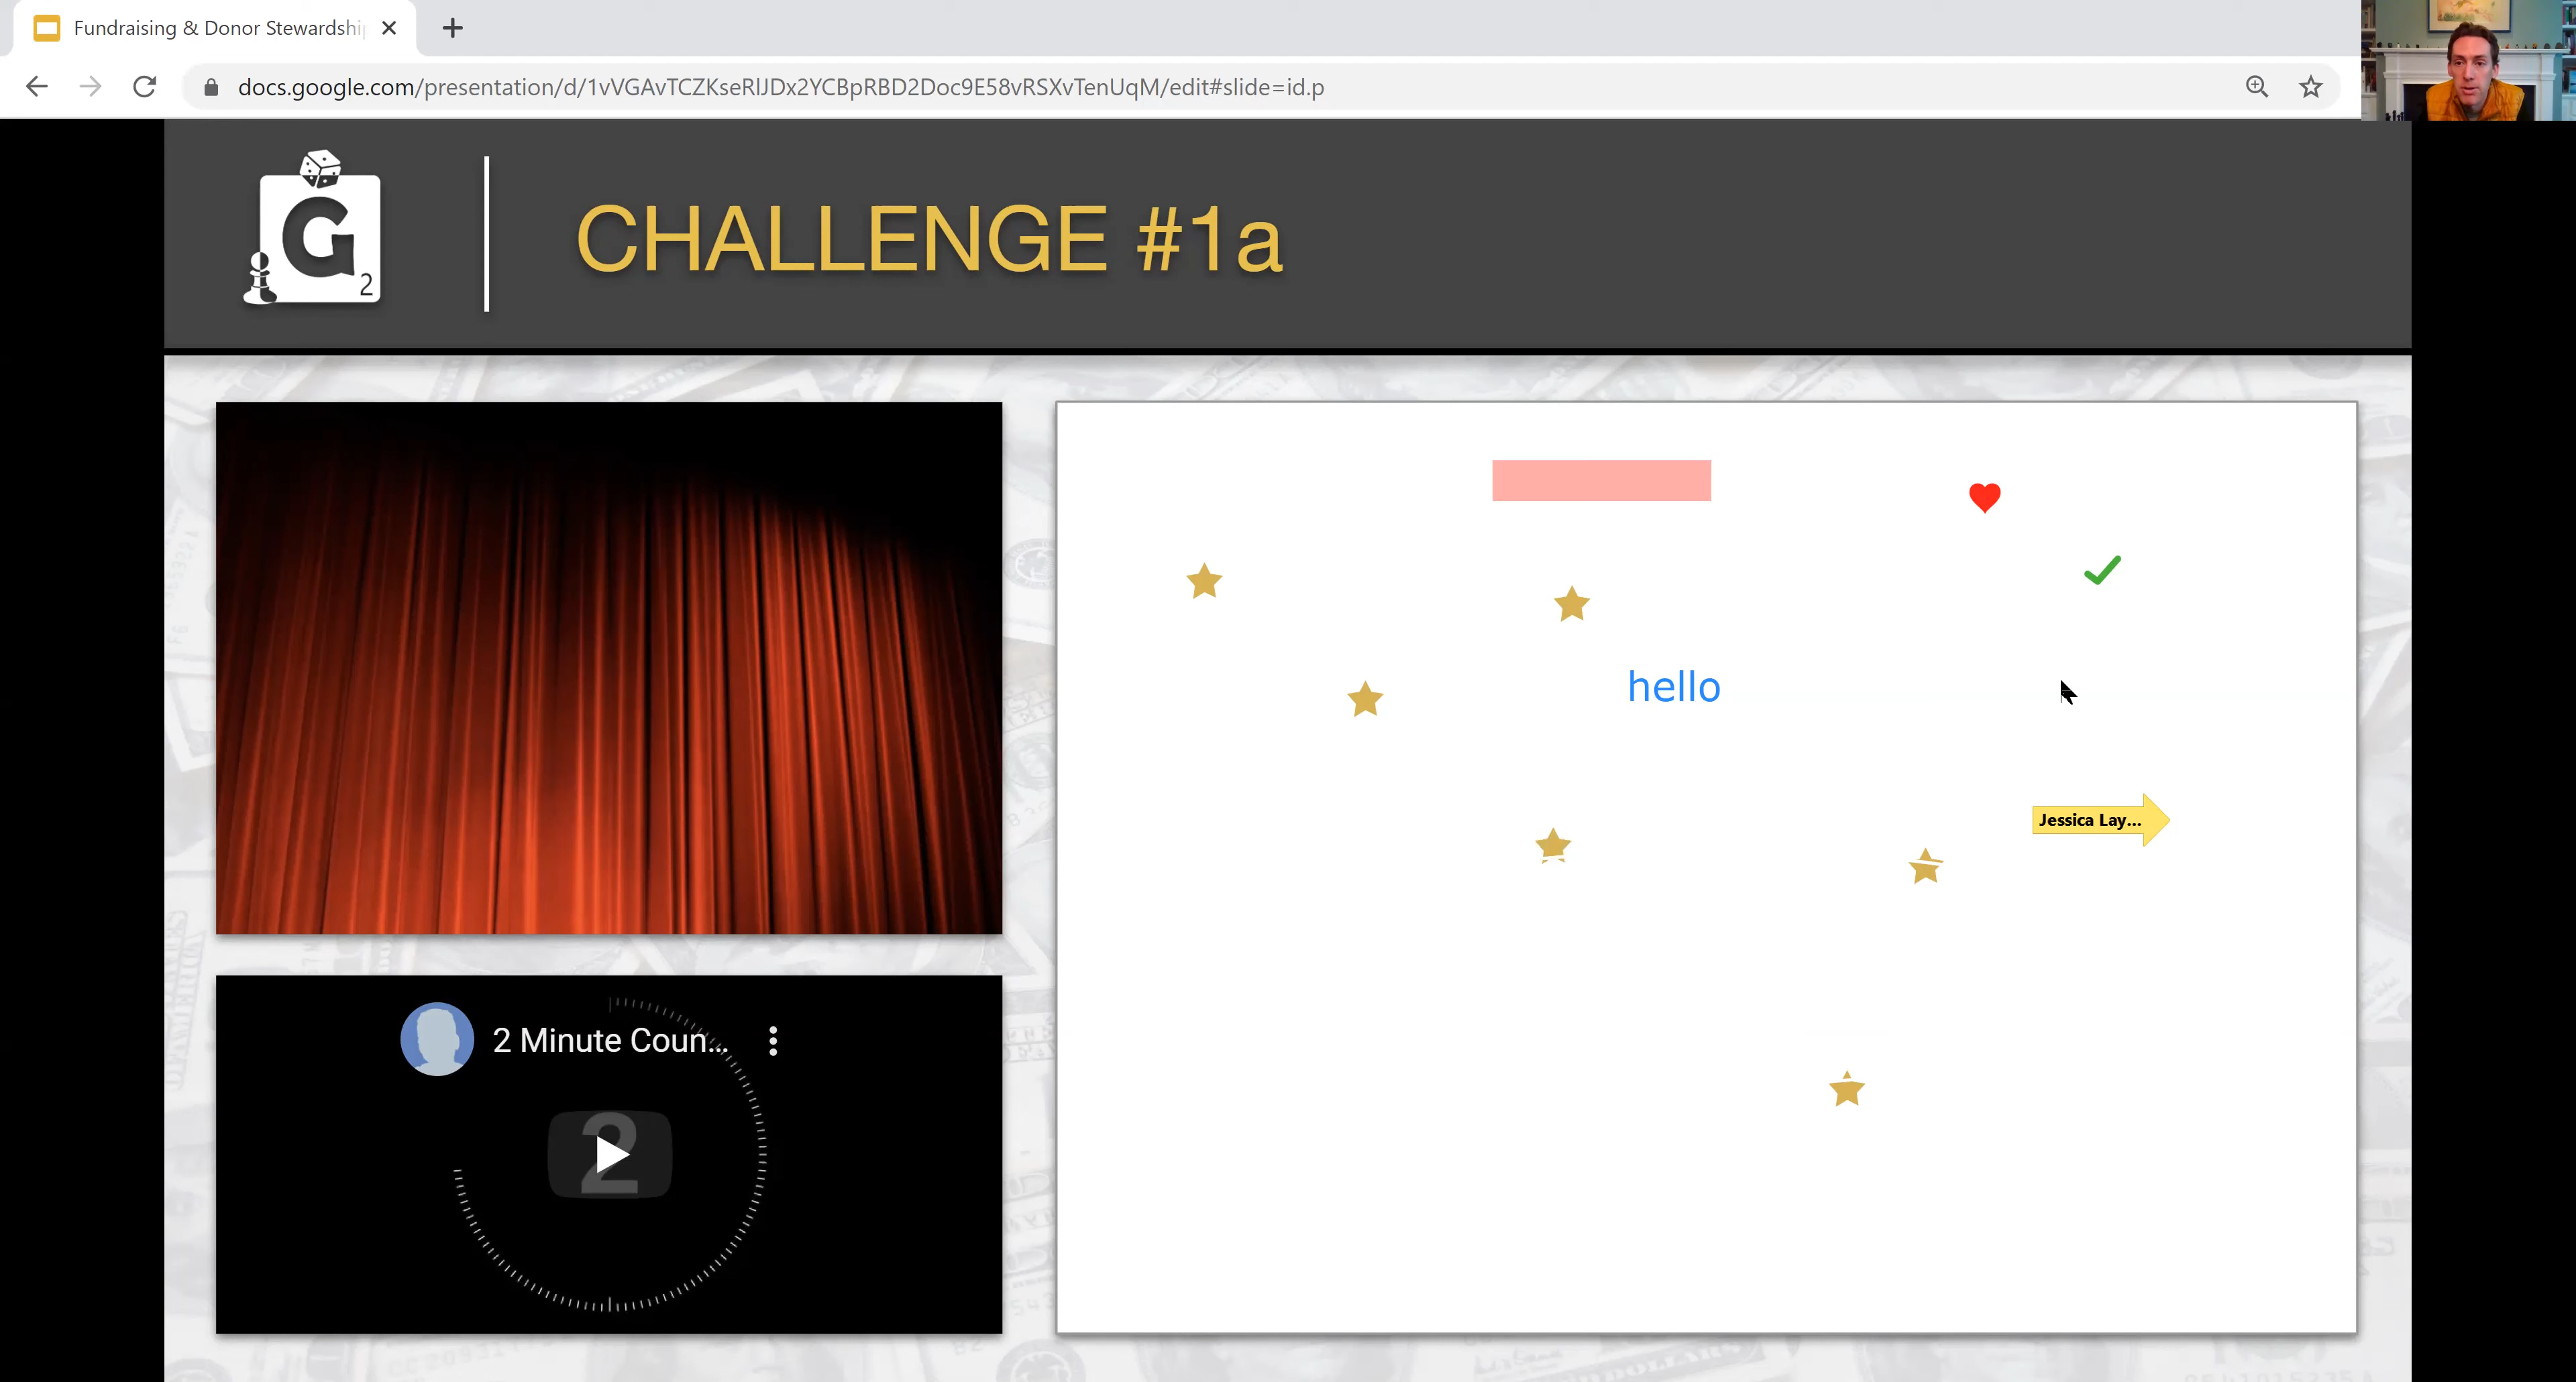 Fundraising & Donor Stewardshi
docs.google.com/presentation/d/1vVGAvTCZKseRlJDx2YCBpRBD2Doc9E58vRSXvTenUqM/edit#slide=id.p
G
2
CHALLENGE #1a
hello
Jessica Lay...
2 Minute Coun...
2